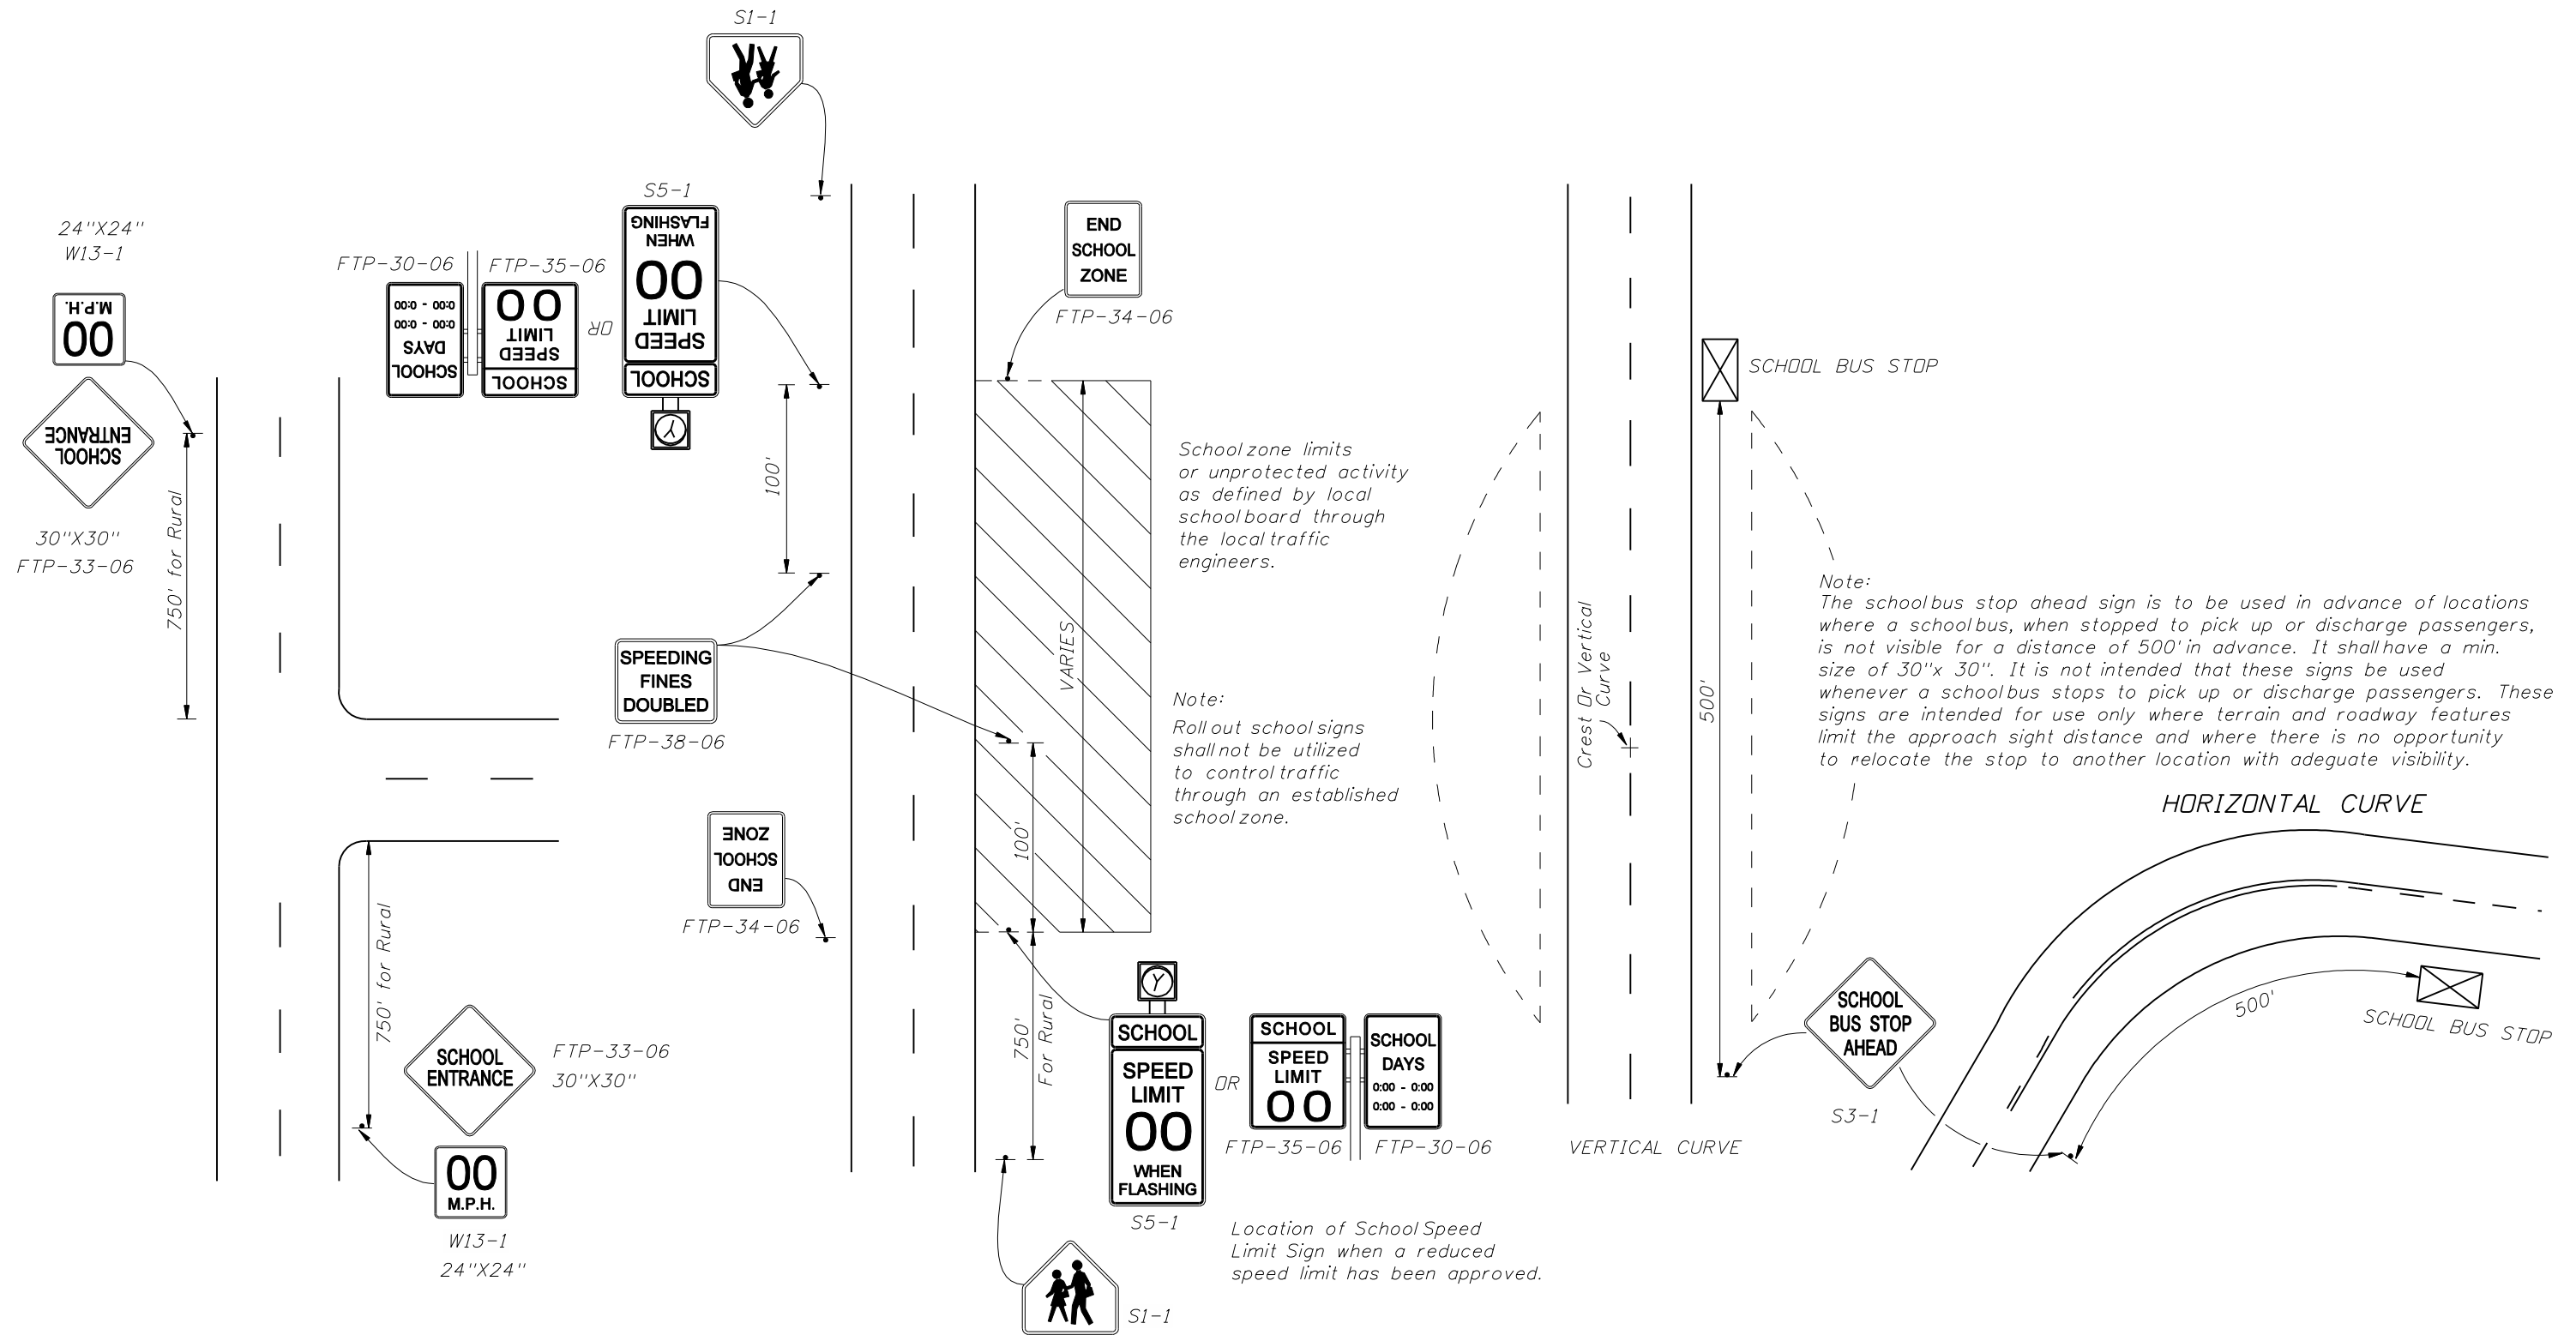 S1-1
24"X24"
W13-1
M.P.H.
00
SCHOOL
ENTRANCE
30"X30"
FTP-33-06
750' for Rural
FTP-30-06
SCHOOL
DAYS
0:00 - 0:00
0:00 - 0:00
FTP-35-06
SCHOOL
SPEED
LIMIT
00
OR
S5-1
SCHOOL
SPEED
LIMIT
00
WHEN
FLASHING
Y
100'
SPEEDING
FINES
DOUBLED
FTP-38-06
END
SCHOOL
ZONE
FTP-34-06
750' for Rural
SCHOOL
ENTRANCE
FTP-33-06
30"X30"
00
M.P.H.
W13-1
24"X24"
END
SCHOOL
ZONE
FTP-34-06
School zone limits
or unprotected activity
as defined by local
school board through
the local traffic
engineers.
VARIES
Note:
Roll out school signs
shall not be utilized
to control traffic
through an established
school zone.
100'
750'
For Rural
Y
SCHOOL
SPEED
LIMIT
00
WHEN
FLASHING
S5-1
OR
SCHOOL
SPEED
LIMIT
00
FTP-35-06
SCHOOL
DAYS
0:00 - 0:00
0:00 - 0:00
FTP-30-06
Location of School Speed
Limit Sign when a reduced
speed limit has been approved.
S1-1
SCHOOL BUS STOP
Crest Or Vertical
Curve
500'
VERTICAL CURVE
Note:
The school bus stop ahead sign is to be used in advance of locations
where a school bus, when stopped to pick up or discharge passengers,
is not visible for a distance of 500' in advance. It shall have a min.
size of 30"x 30". It is not intended that these signs be used
whenever a school bus stops to pick up or discharge passengers. These
signs are intended for use only where terrain and roadway features
limit the approach sight distance and where there is no opportunity
to relocate the stop to another location with adeguate visibility.
HORIZONTAL CURVE
SCHOOL
BUS STOP
AHEAD
S3-1
500'
SCHOOL BUS STOP